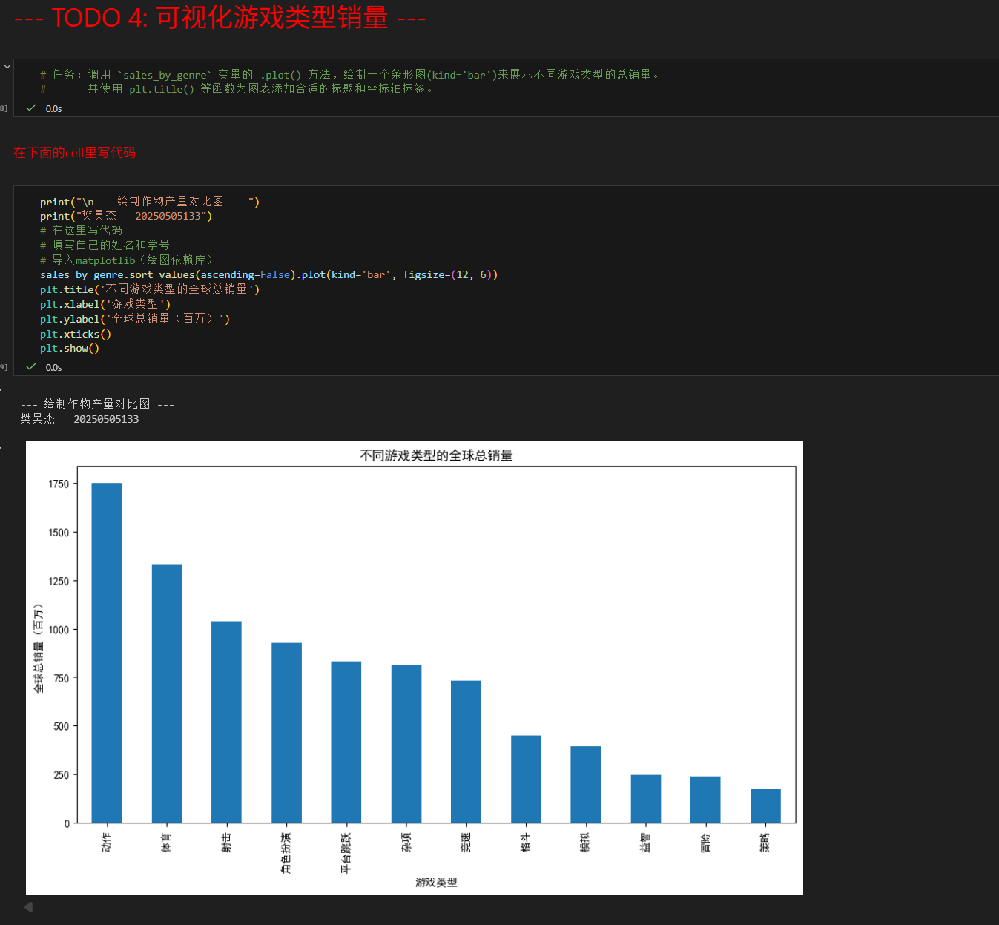 --- TODO 4: 可视化游戏类型销量 ---
# 任务：调用 `sales_by_genre` 变量的 .plot() 方法，绘制一个条形图(kind='bar')来展示不同游戏类型的总销量。
#       并使用 plt.title() 等函数为图表添加合适的标题和坐标轴标签。
8]
0.0s
在下面的cell里写代码
print("\n--- 绘制作物产量对比图 ---")
print("樊昊杰   20250505133")
# 在这里写代码
# 填写自己的姓名和学号
# 导入matplotlib（绘图依赖库）
sales_by_genre.sort_values(ascending=False).plot(kind='bar', figsize=(12, 6))
plt.title('不同游戏类型的全球总销量')
plt.xlabel('游戏类型')
plt.ylabel('全球总销量（百万）')
plt.xticks()
plt.show()
9]
0.0s
--- 绘制作物产量对比图 ---
樊昊杰   20250505133
不同游戏类型的全球总销量
全球总销量（百万）
1750
1500
1250
1000
750
500
250
0
动作
体育
射击
角色扮演
平台跳跃
杂项
竞速
格斗
模拟
益智
冒险
策略
游戏类型